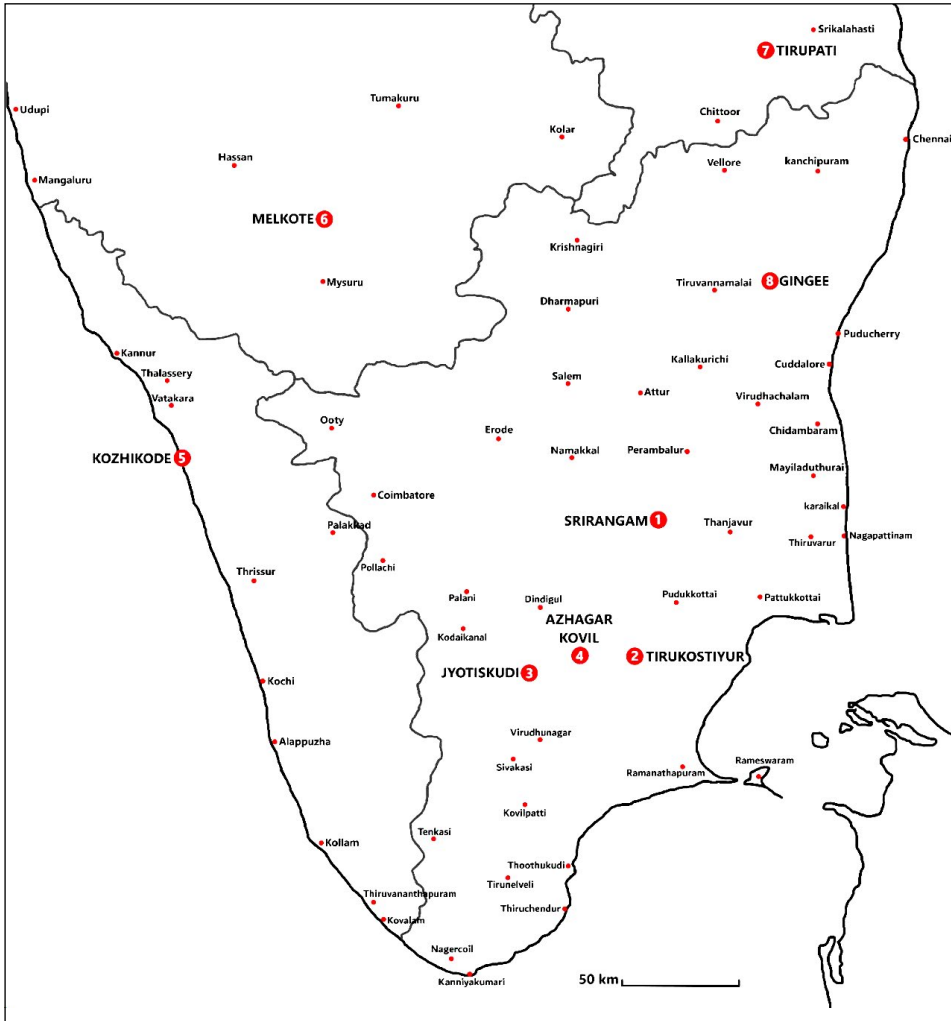 Srikalahasti
7 TIRUPATI
Udupi
Tumakuru
Chittoor
Kolar
Chennai
Hassan
Vellore
kanchipuram
Mangaluru
MELKOTE 6
Krishnagiri
Mysuru
Tiruvannamalai
8 GINGEE
Dharmapuri
Puducherry
Kannur
Thalassery
Kallakurichi
Cuddalore
Salem
Attur
Virudhachalam
Vatakara
Ooty
Erode
Chidambaram
KOZHIKODE 5
Namakkal
Perambalur
Mayiladuthurai
Coimbatore
karaikal
SRIRANGAM 1
Palakkad
Thanjavur
Thiruvarur
Nagapattinam
Pollachi
Thrissur
Palani
Dindigul
Pudukkottai
Pattukkottai
AZHAGAR
KOVIL
4
Kodaikanal
2 TIRUKOSTIYUR
JYOTISKUDI 3
Kochi
Alappuzha
Virudhunagar
Sivakasi
Ramanathapuram
Rameswaram
Kovilpatti
Tenkasi
Kollam
Thoothukudi
Tirunelveli
Thiruvananthapuram
Thiruchendur
Kovalam
Nagercoil
Kanniyakumari
50 km